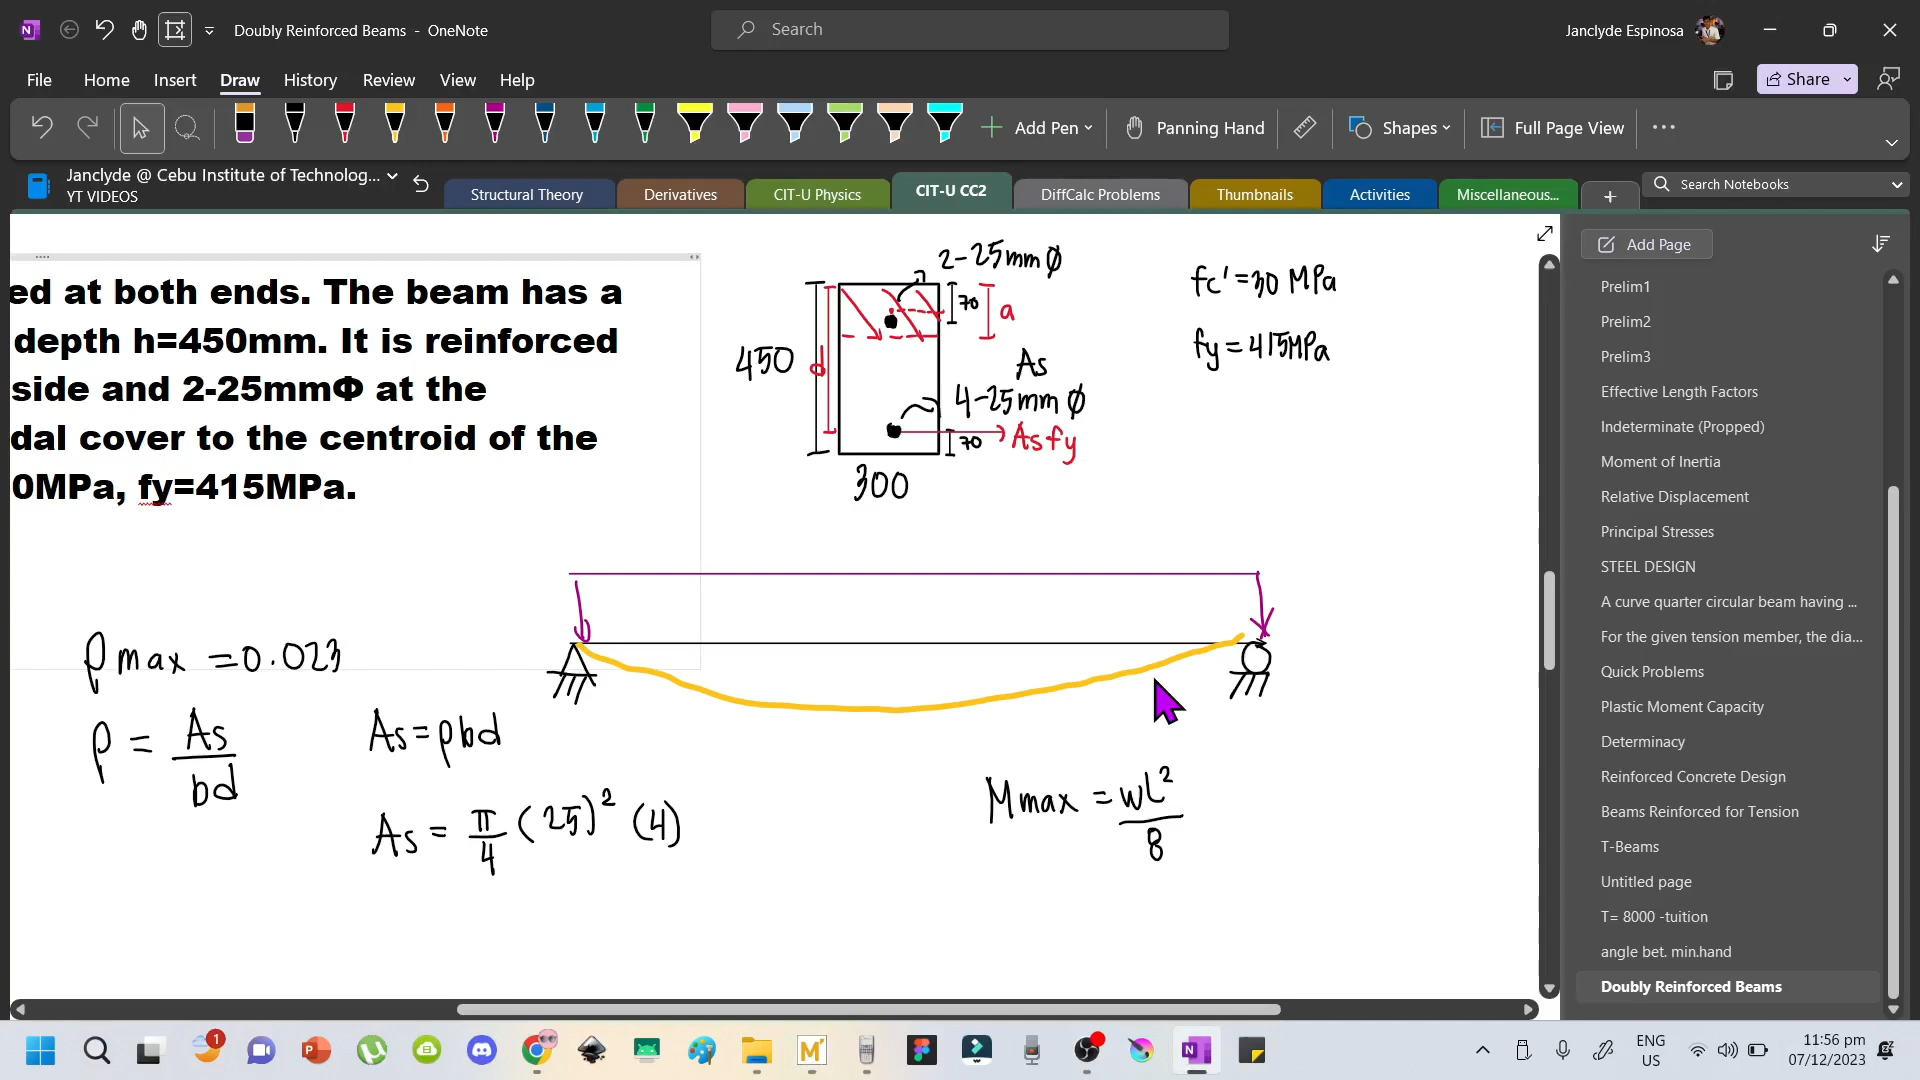 Doubly Reinforced Beams - OneNote
Search
Janclyde Espinosa
File Home Insert Draw History Review View Help
Share
Add Pen
Panning Hand
Shapes
Full Page View
Janclyde @ Cebu Institute of Technolog...
YT VIDEOS
Structural Theory
Derivatives
CIT-U Physics
CIT-U CC2
DiffCalc Problems
Thumbnails
Activities
Miscellaneous...
Search Notebooks
Add Page
Prelim1
Prelim2
Prelim3
Effective Length Factors
Indeterminate (Propped)
Moment of Inertia
Relative Displacement
Principal Stresses
STEEL DESIGN
A curve quarter circular beam having ...
For the given tension member, the dia...
Quick Problems
Plastic Moment Capacity
Determinacy
Reinforced Concrete Design
Beams Reinforced for Tension
T-Beams
Untitled page
T= 8000 -tuition
angle bet. min.hand
Doubly Reinforced Beams
ed at both ends. The beam has a
depth h=450mm. It is reinforced
side and 2-25mmΦ at the
dal cover to the centroid of the
0MPa, fy=415MPa.
2-25mm Ø
70
a
450
d
As
4-25mm Ø
As fy
70
300
fc' = 30 MPa
fy = 415MPa
ρmax = 0.023
ρ = As/bd
As = ρbd
As = π/4 (25)² (4)
Mmax = wL²/8
1
ENG
US
11:56 pm
07/12/2023